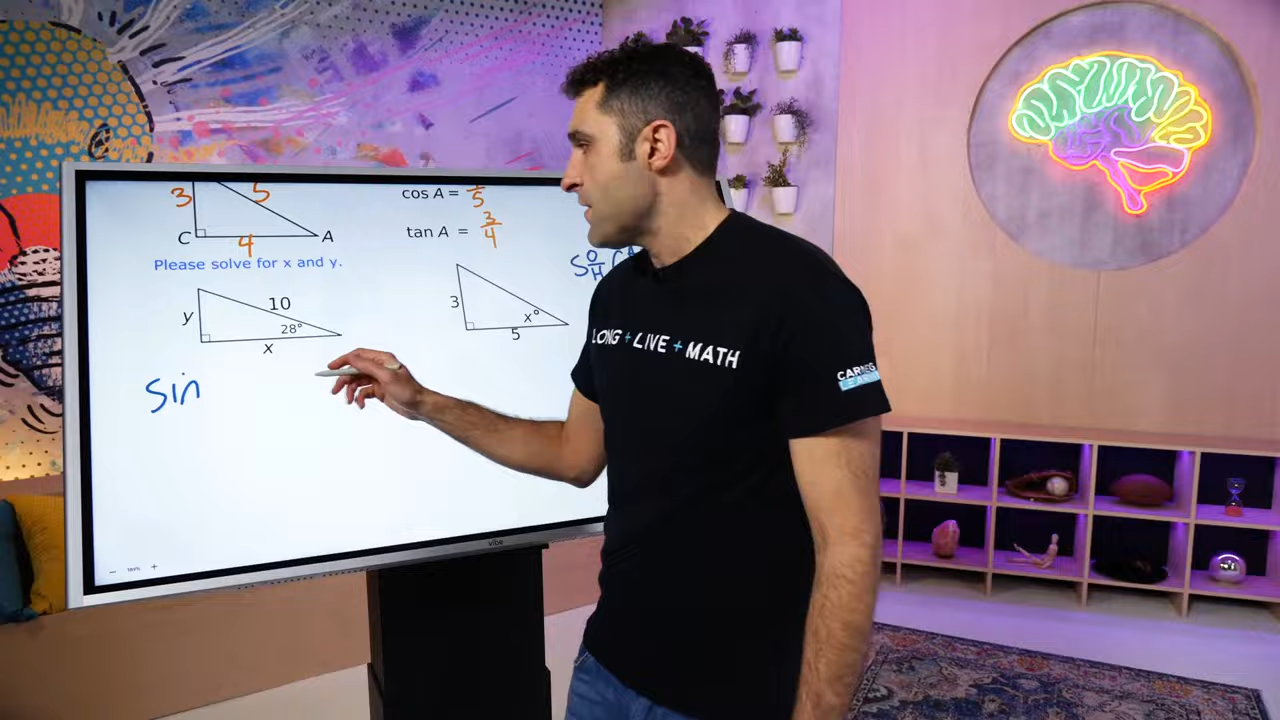 3 5
cos A = /5
C 4 A
tan A = 3/4
Please solve for x and y.
S O/H
10
y
28°
x
3
x°
5
sin
LONG + LIVE + MATH
vibe